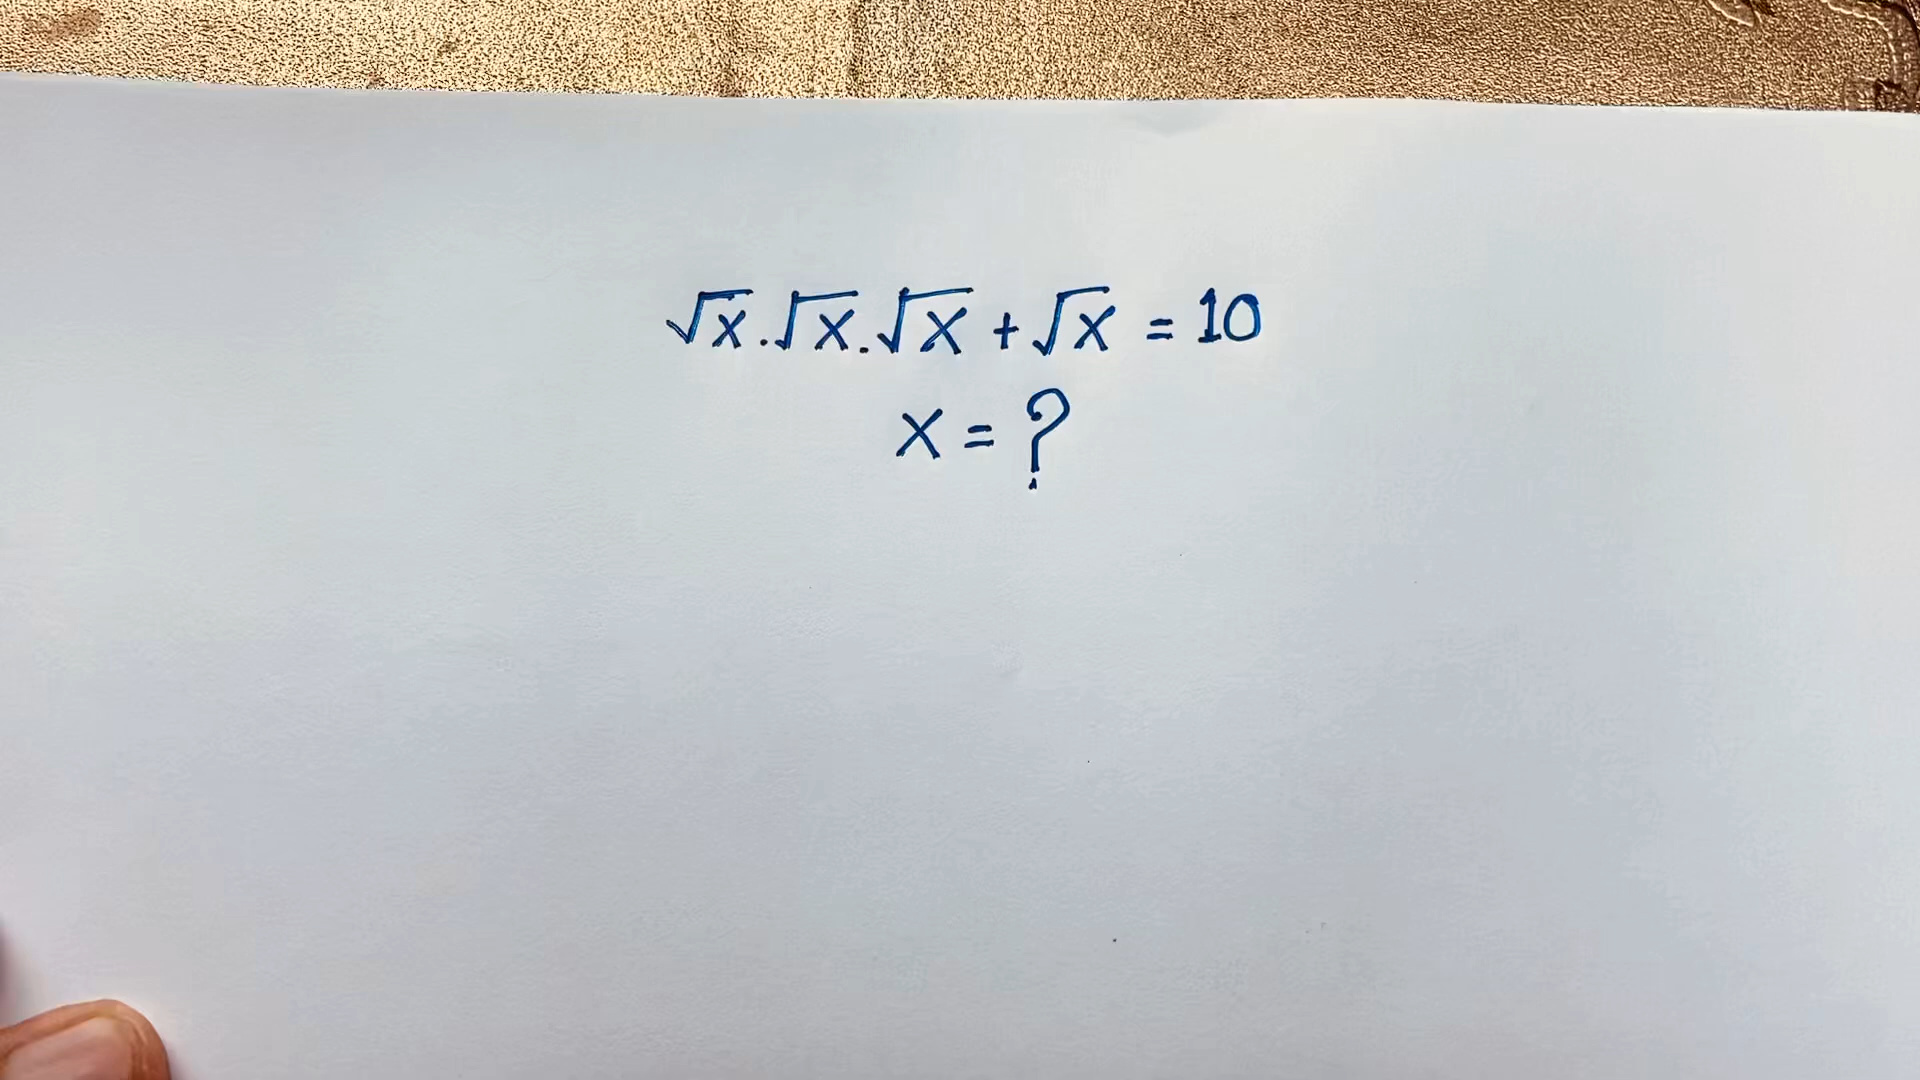 √x.√x.√x + √x = 10
x = ?